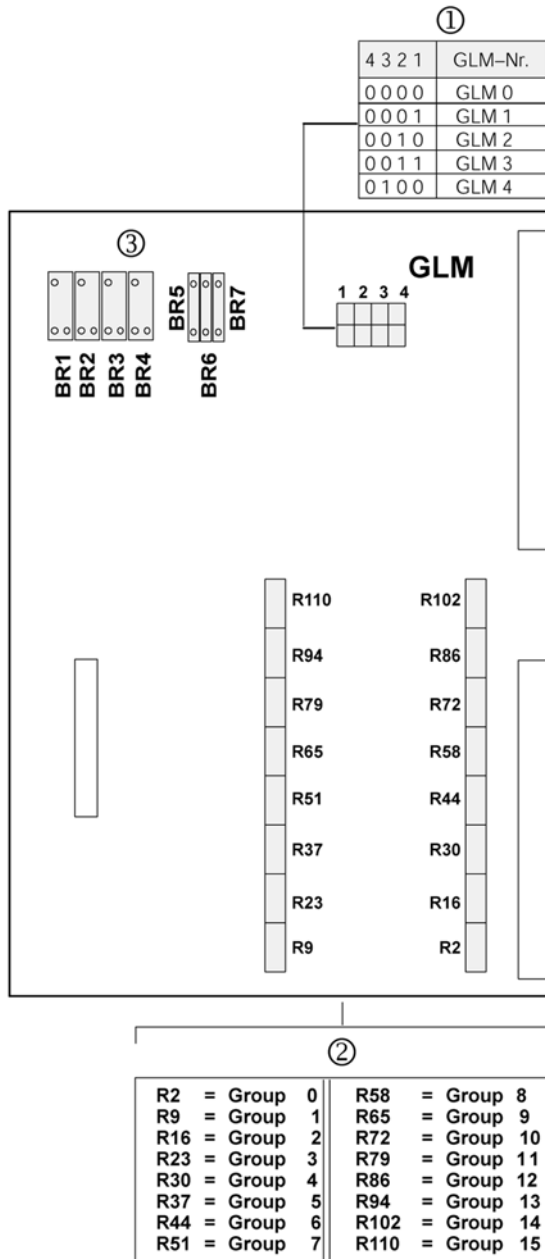 ①
4 3 2 1 GLM–Nr.
0 0 0 0 GLM 0
0 0 0 1 GLM 1
0 0 1 0 GLM 2
0 0 1 1 GLM 3
0 1 0 0 GLM 4
③
GLM
1 2 3 4
BR1
BR2
BR3
BR4
BR5
BR6
BR7
R110 R102
R94 R86
R79 R72
R65 R58
R51 R44
R37 R30
R23 R16
R9 R2
②
R2 = Group 0 R58 = Group 8
R9 = Group 1 R65 = Group 9
R16 = Group 2 R72 = Group 10
R23 = Group 3 R79 = Group 11
R30 = Group 4 R86 = Group 12
R37 = Group 5 R94 = Group 13
R44 = Group 6 R102 = Group 14
R51 = Group 7 R110 = Group 15